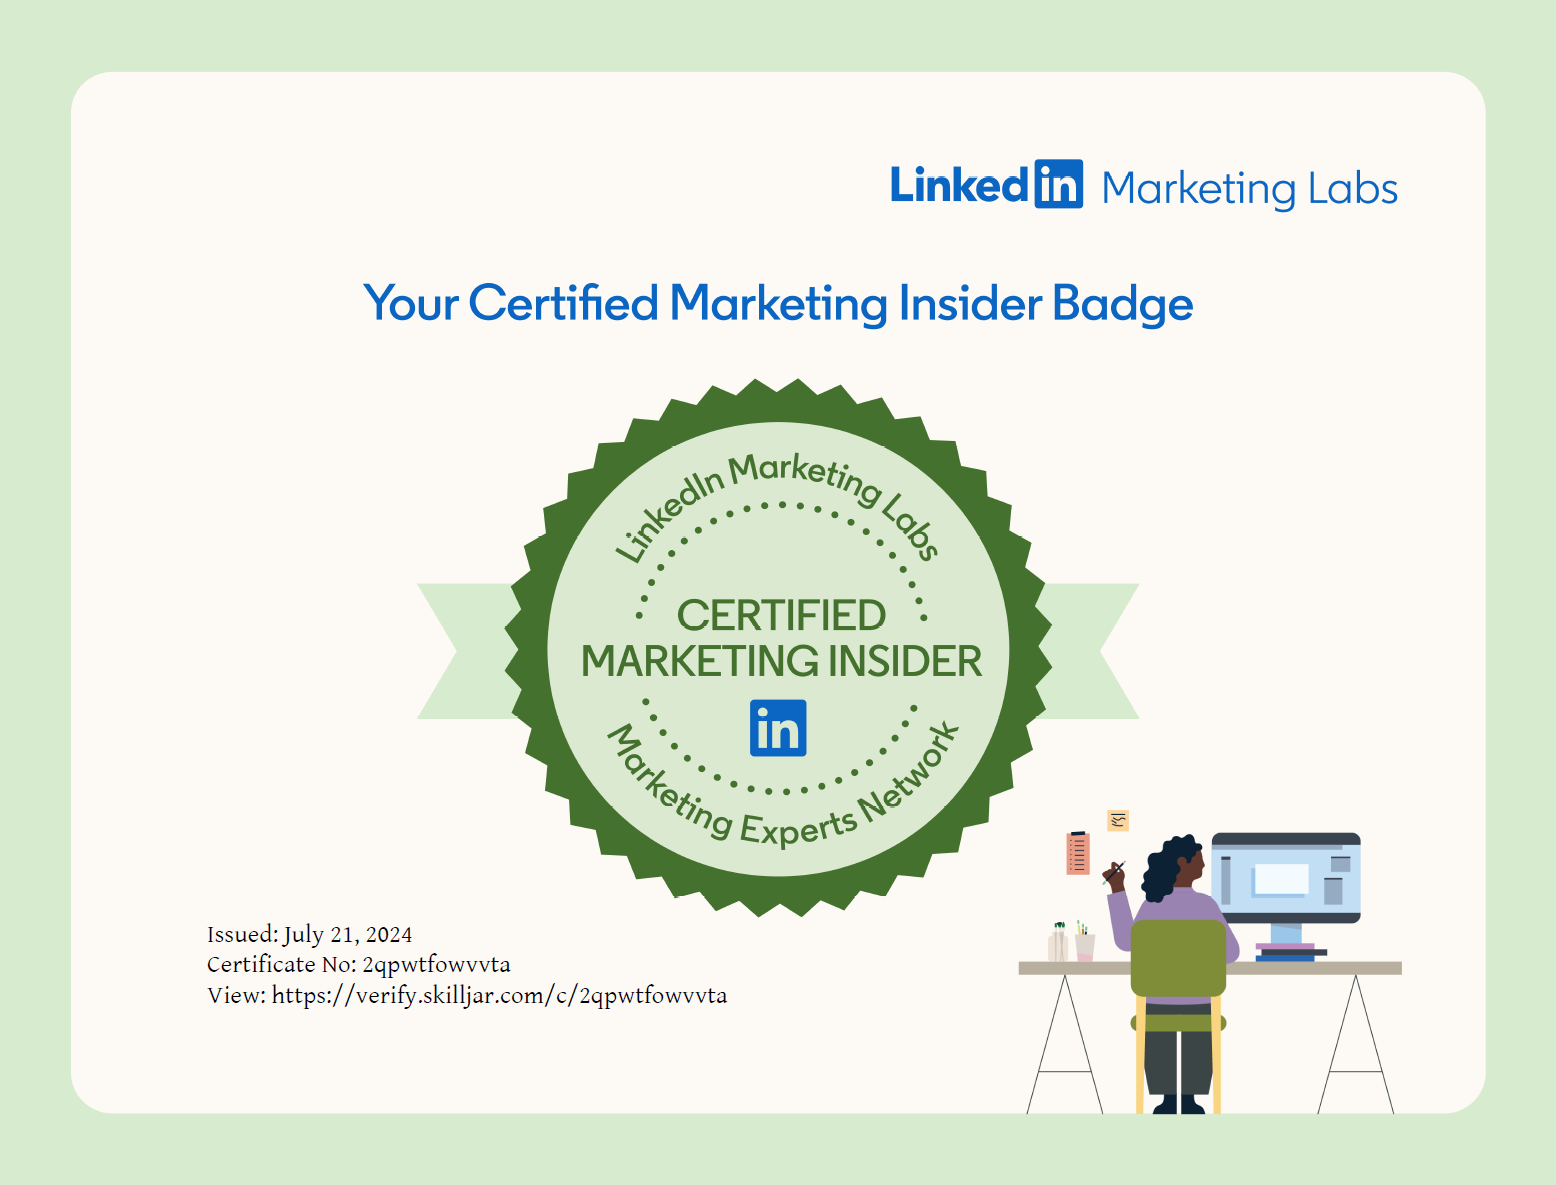 Linkedin Marketing Labs
Your Certified Marketing Insider Badge
LinkedIn Marketing Labs
CERTIFIED
MARKETING INSIDER
in
Marketing Experts Network
Issued: July 21, 2024
Certificate No: 2qpwtfowvvta
View: https://verify.skilljar.com/c/2qpwtfowvvta